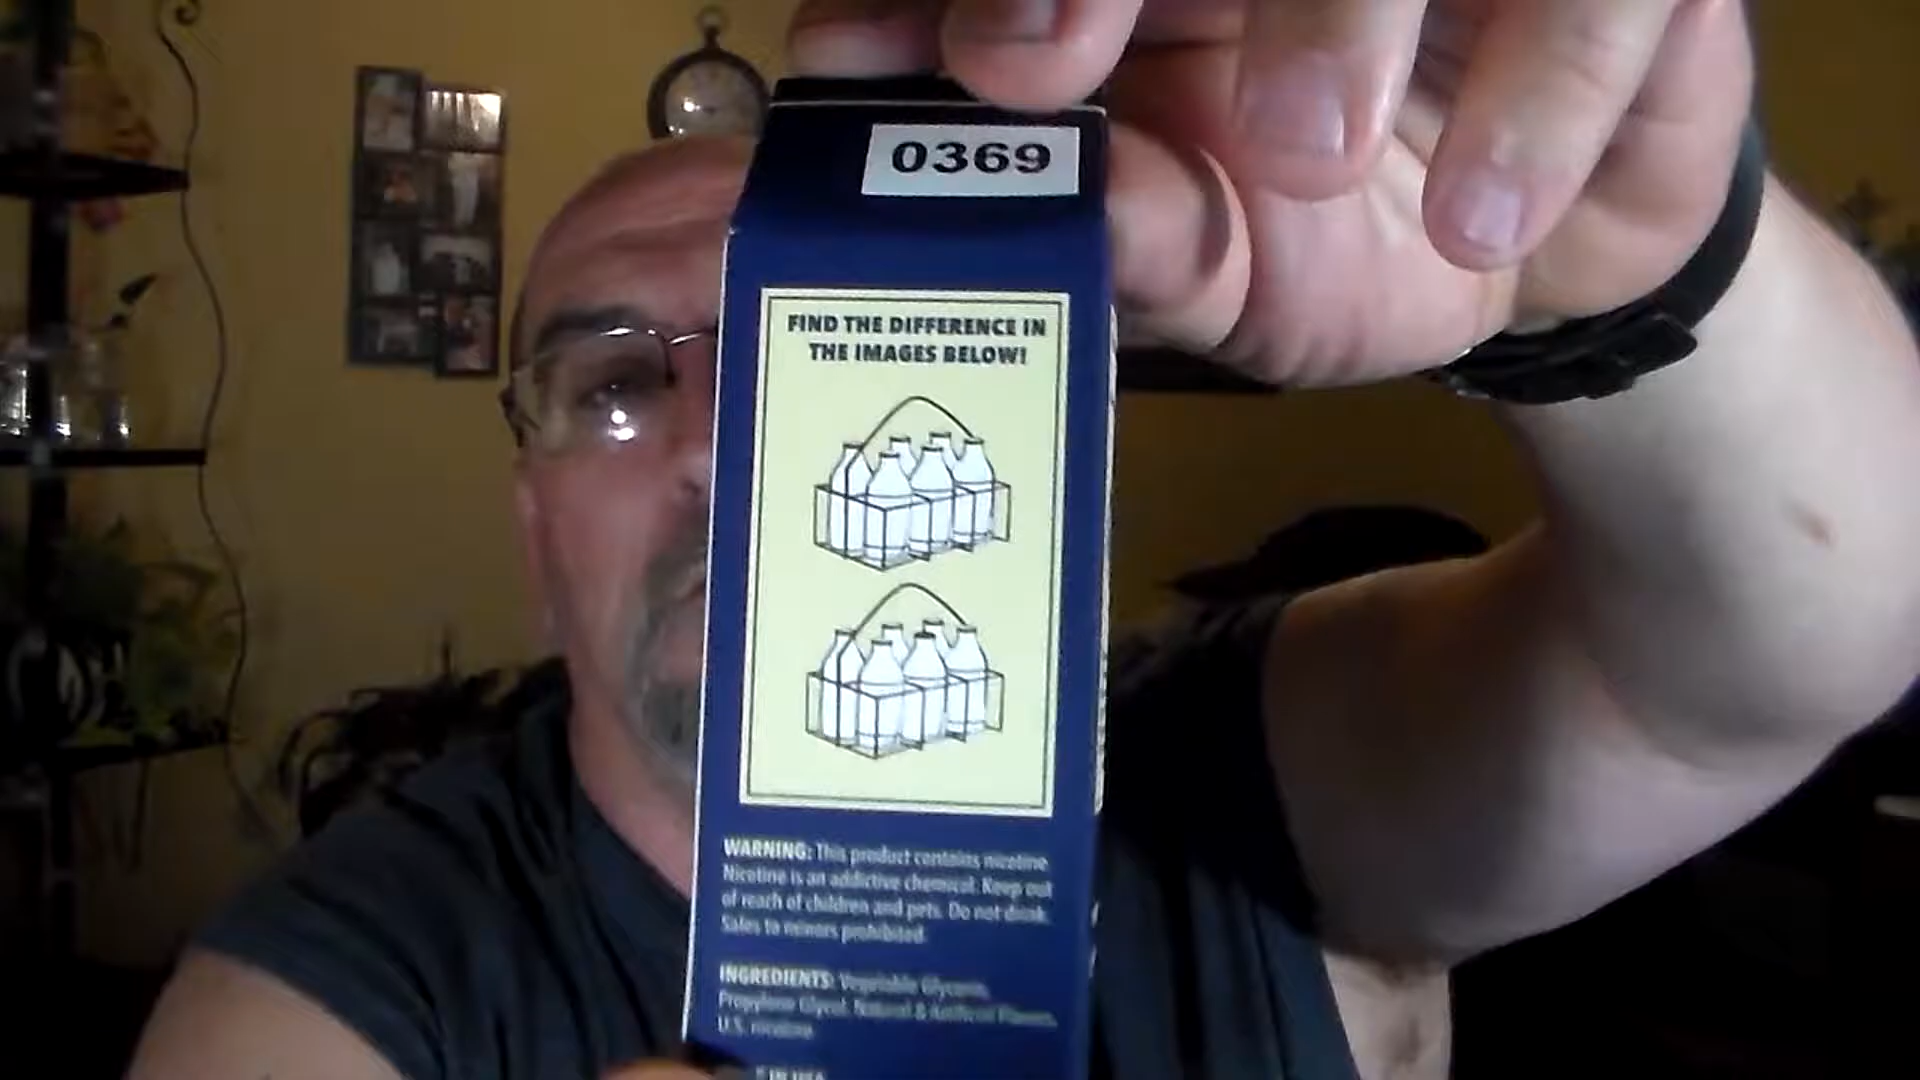 0369
FIND THE DIFFERENCE IN
THE IMAGES BELOW!
WARNING: This product contains nicotine.
Nicotine is an addictive chemical. Keep out
of reach of children and pets. Do not drink.
Sales to minors prohibited.
INGREDIENTS: Vegetable Glycerin,
Propylene Glycol, Natural & Artificial Flavors,
U.S. nicotine
IN USA